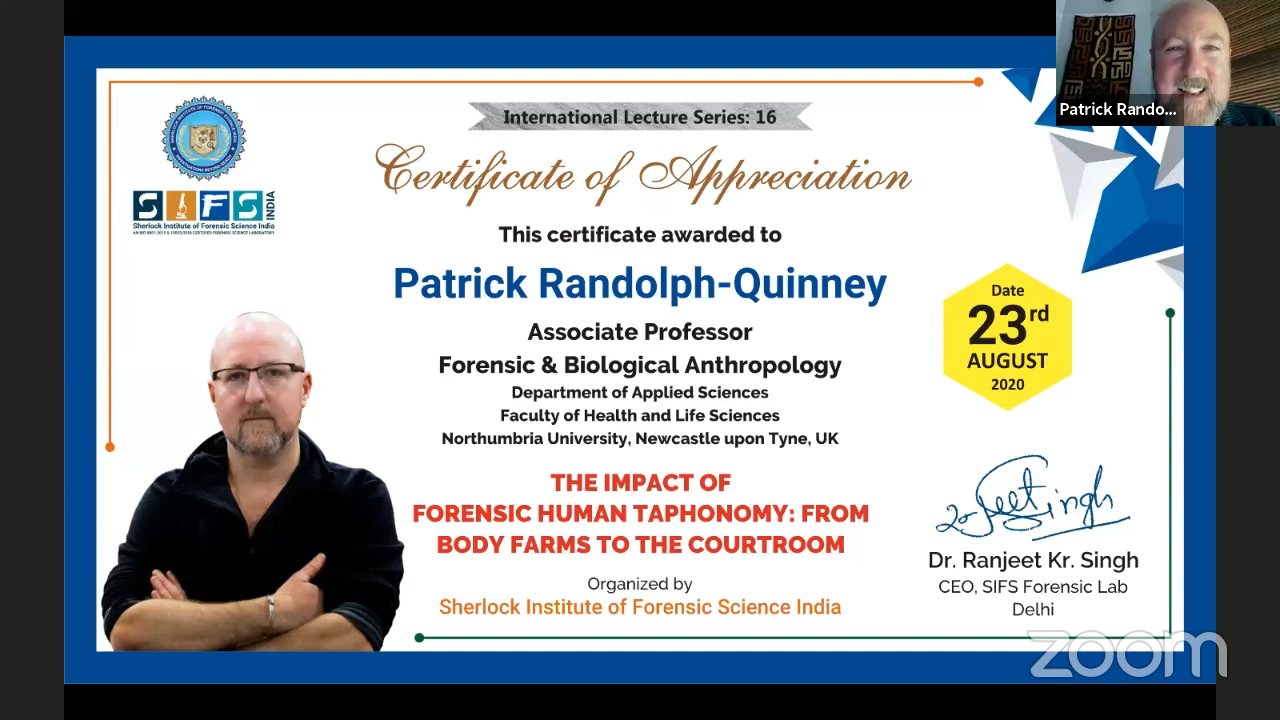 International Lecture Series: 16
Certificate of Appreciation
This certificate awarded to
Patrick Randolph-Quinney
Associate Professor
Forensic & Biological Anthropology
Department of Applied Sciences
Faculty of Health and Life Sciences
Northumbria University, Newcastle upon Tyne, UK
THE IMPACT OF
FORENSIC HUMAN TAPHONOMY: FROM
BODY FARMS TO THE COURTROOM
Organized by
Sherlock Institute of Forensic Science India
SIFS INDIA
Sherlock Institute of Forensic Science India
Date
23rd
AUGUST
2020
Dr. Ranjeet Kr. Singh
CEO, SIFS Forensic Lab
Delhi
Patrick Rando...
zoom